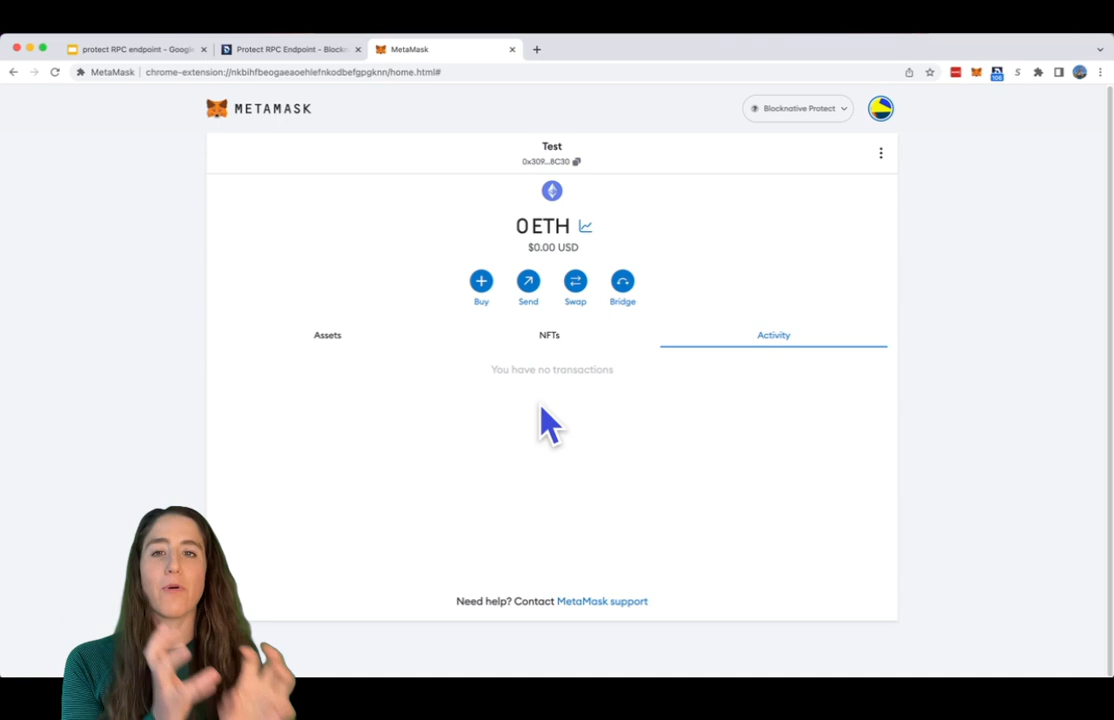 protect RPC endpoint - Google
Protect RPC Endpoint - Blockn
MetaMask
MetaMask
chrome-extension://nkbihfbeogaeaoehlefnkodbefgpgknn/home.html#
106
METAMASK
Blocknative Protect
Test
0x309...8C30
0 ETH
$0.00 USD
Buy Send Swap Bridge
Assets NFTs Activity
You have no transactions
Need help? Contact MetaMask support